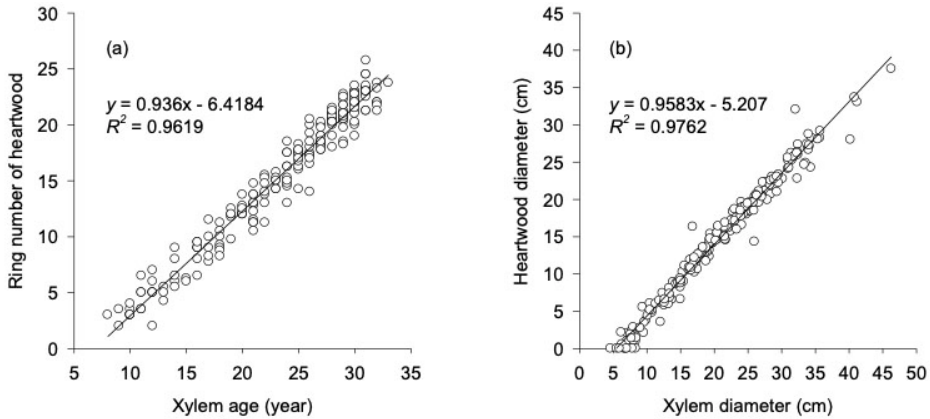 (a)
y = 0.936x - 6.4184
R² = 0.9619
Ring number of heartwood
30
25
20
15
10
5
0
5 10 15 20 25 30 35
Xylem age (year)
(b)
y = 0.9583x - 5.207
R² = 0.9762
Heartwood diameter (cm)
45
40
35
30
25
20
15
10
5
0
0 5 10 15 20 25 30 35 40 45 50
Xylem diameter (cm)